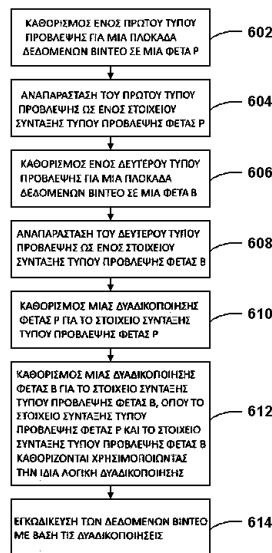 ΚΑΘΟΡΙΣΜΟΣ ΕΝΟΣ ΠΡΩΤΟΥ ΤΥΠΟΥ
ΠΡΟΒΛΕΨΗΣ ΓΙΑ ΜΙΑ ΠΛΟΚΑΔΑ
ΔΕΔΟΜΕΝΩΝ ΒΙΝΤΕΟ ΣΕ ΜΙΑ ΦΕΤΑ P
602
ΑΝΑΠΑΡΑΣΤΑΣΗ ΤΟΥ ΠΡΩΤΟΥ ΤΥΠΟΥ
ΠΡΟΒΛΕΨΗΣ ΩΣ ΕΝΟΣ ΣΤΟΙΧΕΙΟΥ
ΣΥΝΤΑΞΗΣ ΤΥΠΟΥ ΠΡΟΒΛΕΨΗΣ ΦΕΤΑΣ P
604
ΚΑΘΟΡΙΣΜΟΣ ΕΝΟΣ ΔΕΥΤΕΡΟΥ ΤΥΠΟΥ
ΠΡΟΒΛΕΨΗΣ ΓΙΑ ΜΙΑ ΠΛΟΚΑΔΑ
ΔΕΔΟΜΕΝΩΝ ΒΙΝΤΕΟ ΣΕ ΜΙΑ ΦΕΤΑ B
606
ΑΝΑΠΑΡΑΣΤΑΣΗ ΤΟΥ ΔΕΥΤΕΡΟΥ ΤΥΠΟΥ
ΠΡΟΒΛΕΨΗΣ ΩΣ ΕΝΟΣ ΣΤΟΙΧΕΙΟΥ
ΣΥΝΤΑΞΗΣ ΤΥΠΟΥ ΠΡΟΒΛΕΨΗΣ ΦΕΤΑΣ B
608
ΚΑΘΟΡΙΣΜΟΣ ΜΙΑΣ ΔΥΑΔΙΚΟΠΟΙΗΣΗΣ
ΦΕΤΑΣ P ΓΙΑ ΤΟ ΣΤΟΙΧΕΙΟ ΣΥΝΤΑΞΗΣ
ΤΥΠΟΥ ΠΡΟΒΛΕΨΗΣ ΦΕΤΑΣ P
610
ΚΑΘΟΡΙΣΜΟΣ ΜΙΑΣ ΔΥΑΔΙΚΟΠΟΙΗΣΗΣ
ΦΕΤΑΣ B ΓΙΑ ΤΟ ΣΤΟΙΧΕΙΟ ΣΥΝΤΑΞΗΣ
ΤΥΠΟΥ ΠΡΟΒΛΕΨΗΣ ΦΕΤΑΣ B, ΟΠΟΥ ΤΟ
ΣΤΟΙΧΕΙΟ ΣΥΝΤΑΞΗΣ ΤΥΠΟΥ
ΠΡΟΒΛΕΨΗΣ ΦΕΤΑΣ P ΚΑΙ ΤΟ ΣΤΟΙΧΕΙΟ
ΣΥΝΤΑΞΗΣ ΤΥΠΟΥ ΠΡΟΒΛΕΨΗΣ ΦΕΤΑΣ B
ΚΑΘΟΡΙΖΟΝΤΑΙ ΧΡΗΣΙΜΟΠΟΙΩΝΤΑΣ
ΤΗΝ ΙΔΙΑ ΛΟΓΙΚΗ ΔΥΑΔΙΚΟΠΟΙΗΣΗΣ
612
ΕΓΚΩΔΙΚΕΥΣΗ ΤΩΝ ΔΕΔΟΜΕΝΩΝ ΒΙΝΤΕΟ
ΜΕ ΒΑΣΗ ΤΙΣ ΔΥΑΔΙΚΟΠΟΙΗΣΕΙΣ
614